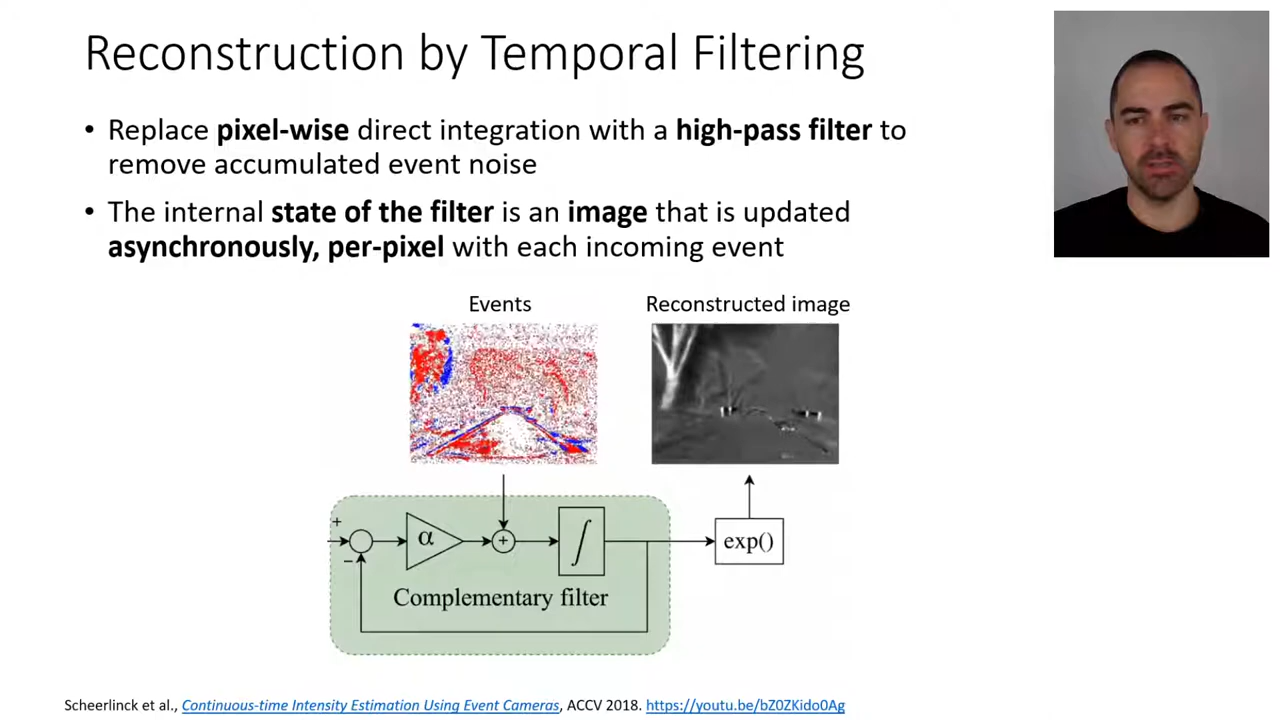 Reconstruction by Temporal Filtering
• Replace pixel-wise direct integration with a high-pass filter to
remove accumulated event noise
• The internal state of the filter is an image that is updated
asynchronously, per-pixel with each incoming event
Events
Reconstructed image
+
−
α
+
∫
exp()
Complementary filter
Scheerlinck et al., Continuous-time Intensity Estimation Using Event Cameras, ACCV 2018. https://youtu.be/bZ0ZKido0Ag